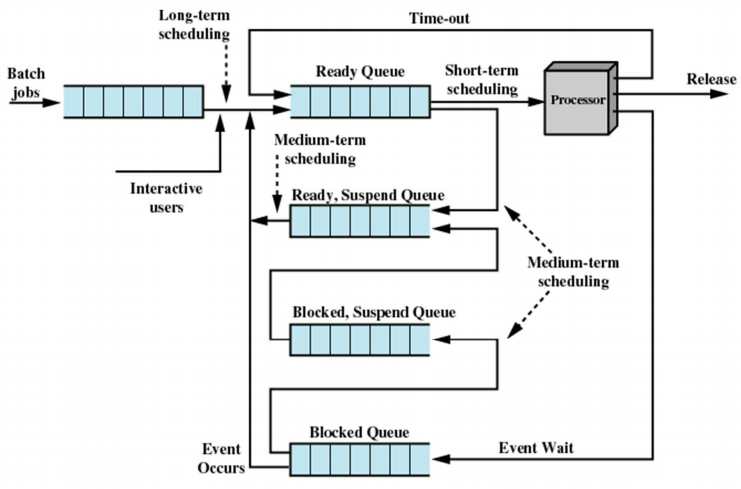 Long-term
scheduling
Time-out
Batch
jobs
Ready Queue
Short-term
scheduling
Processor
Release
Medium-term
scheduling
Interactive
users
Ready, Suspend Queue
Medium-term
scheduling
Blocked, Suspend Queue
Blocked Queue
Event
Occurs
Event Wait